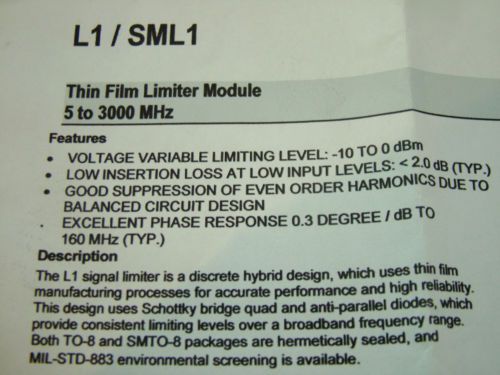 L1 / SML1
Thin Film Limiter Module
5 to 3000 MHz
Features
• VOLTAGE VARIABLE LIMITING LEVEL: -10 TO 0 dBm
• LOW INSERTION LOSS AT LOW INPUT LEVELS: < 2.0 dB (TYP.)
• GOOD SUPPRESSION OF EVEN ORDER HARMONICS DUE TO
BALANCED CIRCUIT DESIGN
• EXCELLENT PHASE RESPONSE 0.3 DEGREE / dB TO
160 MHz (TYP.)
Description
The L1 signal limiter is a discrete hybrid design, which uses thin film
manufacturing processes for accurate performance and high reliability.
This design uses Schottky bridge quad and anti-parallel diodes, which
provide consistent limiting levels over a broadband frequency range.
Both TO-8 and SMTO-8 packages are hermetically sealed, and
MIL-STD-883 environmental screening is available.